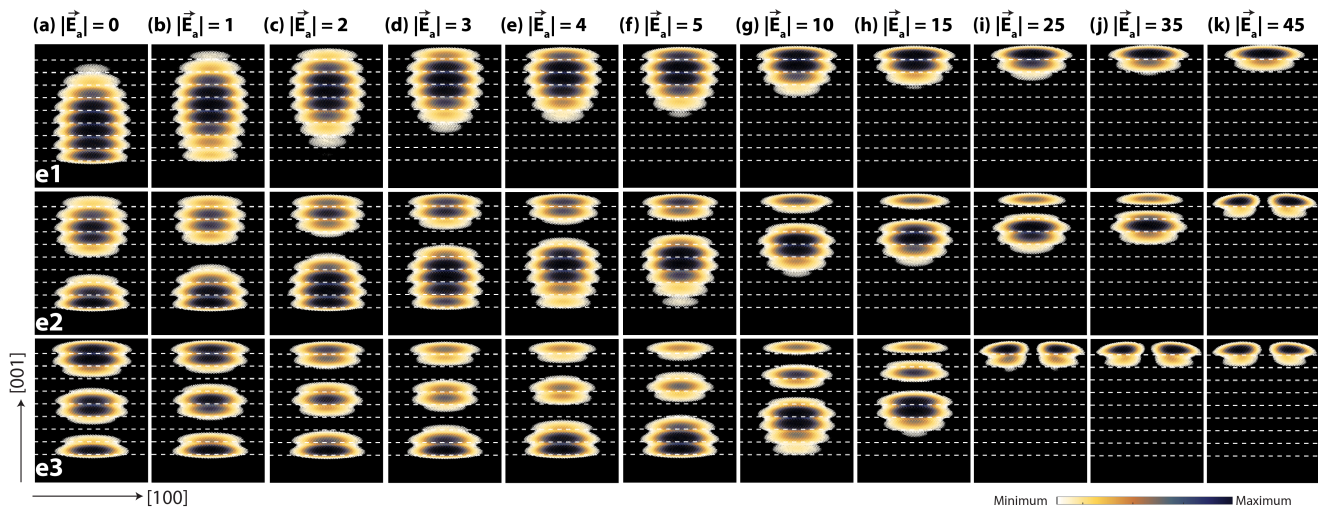 (a) |E⃗ₐ| = 0 (b) |E⃗ₐ| = 1 (c) |E⃗ₐ| = 2 (d) |E⃗ₐ| = 3 (e) |E⃗ₐ| = 4 (f) |E⃗ₐ| = 5 (g) |E⃗ₐ| = 10 (h) |E⃗ₐ| = 15 (i) |E⃗ₐ| = 25 (j) |E⃗ₐ| = 35 (k) |E⃗ₐ| = 45
e1
e2
e3
[001]
[100]
Minimum Maximum